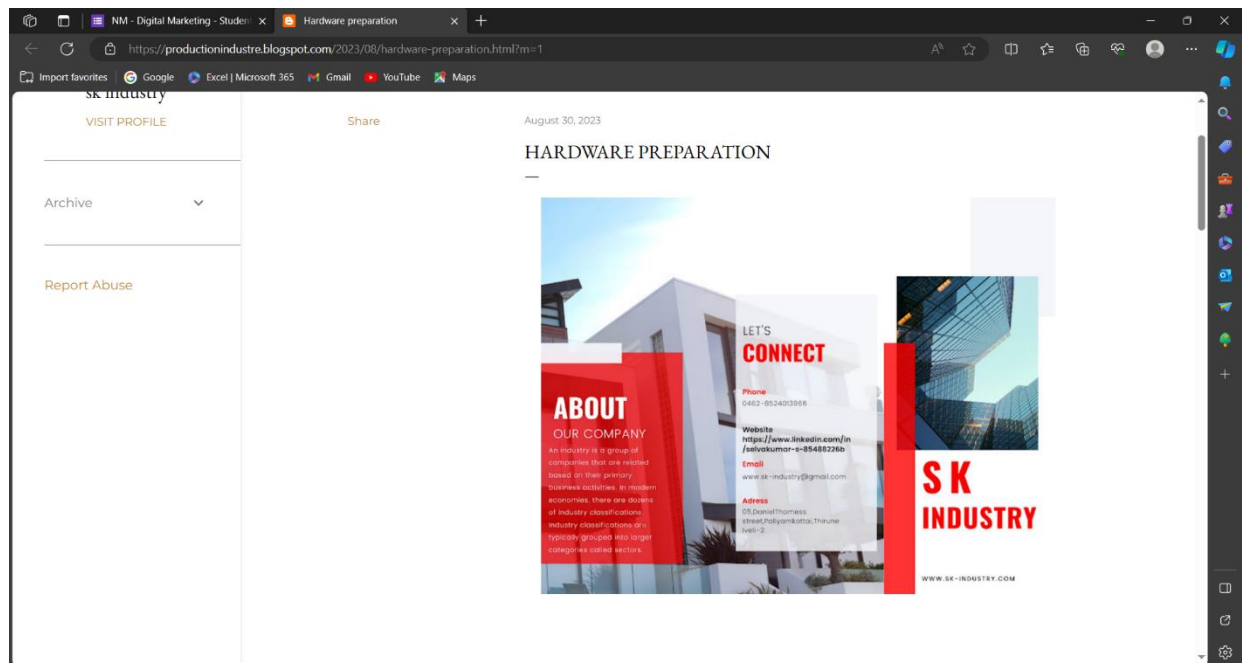 NM - Digital Marketing - Studen
Hardware preparation
https://productionindustre.blogspot.com/2023/08/hardware-preparation.html?m=1
Import favorites
Google
Excel | Microsoft 365
Gmail
YouTube
Maps
sk industry
VISIT PROFILE
Share
August 30, 2023
HARDWARE PREPARATION
Archive
Report Abuse
ABOUT
OUR COMPANY
An industry is a group of
companies that are related
based on their primary
business activities. In modern
economies, there are dozens
of industry classifications.
Industry classifications are
typically grouped into larger
categories called sectors.
LET'S
CONNECT
Phone
0462-8524013966
Website
https://www.linkedin.com/in
/selvakumar-s-85488226b
Email
www.sk-industry@gmail.com
Adress
05,DanielThomess
street,Paliyamkottai,Thirune
lveli-2.
SK
INDUSTRY
WWW.SK-INDUSTRY.COM